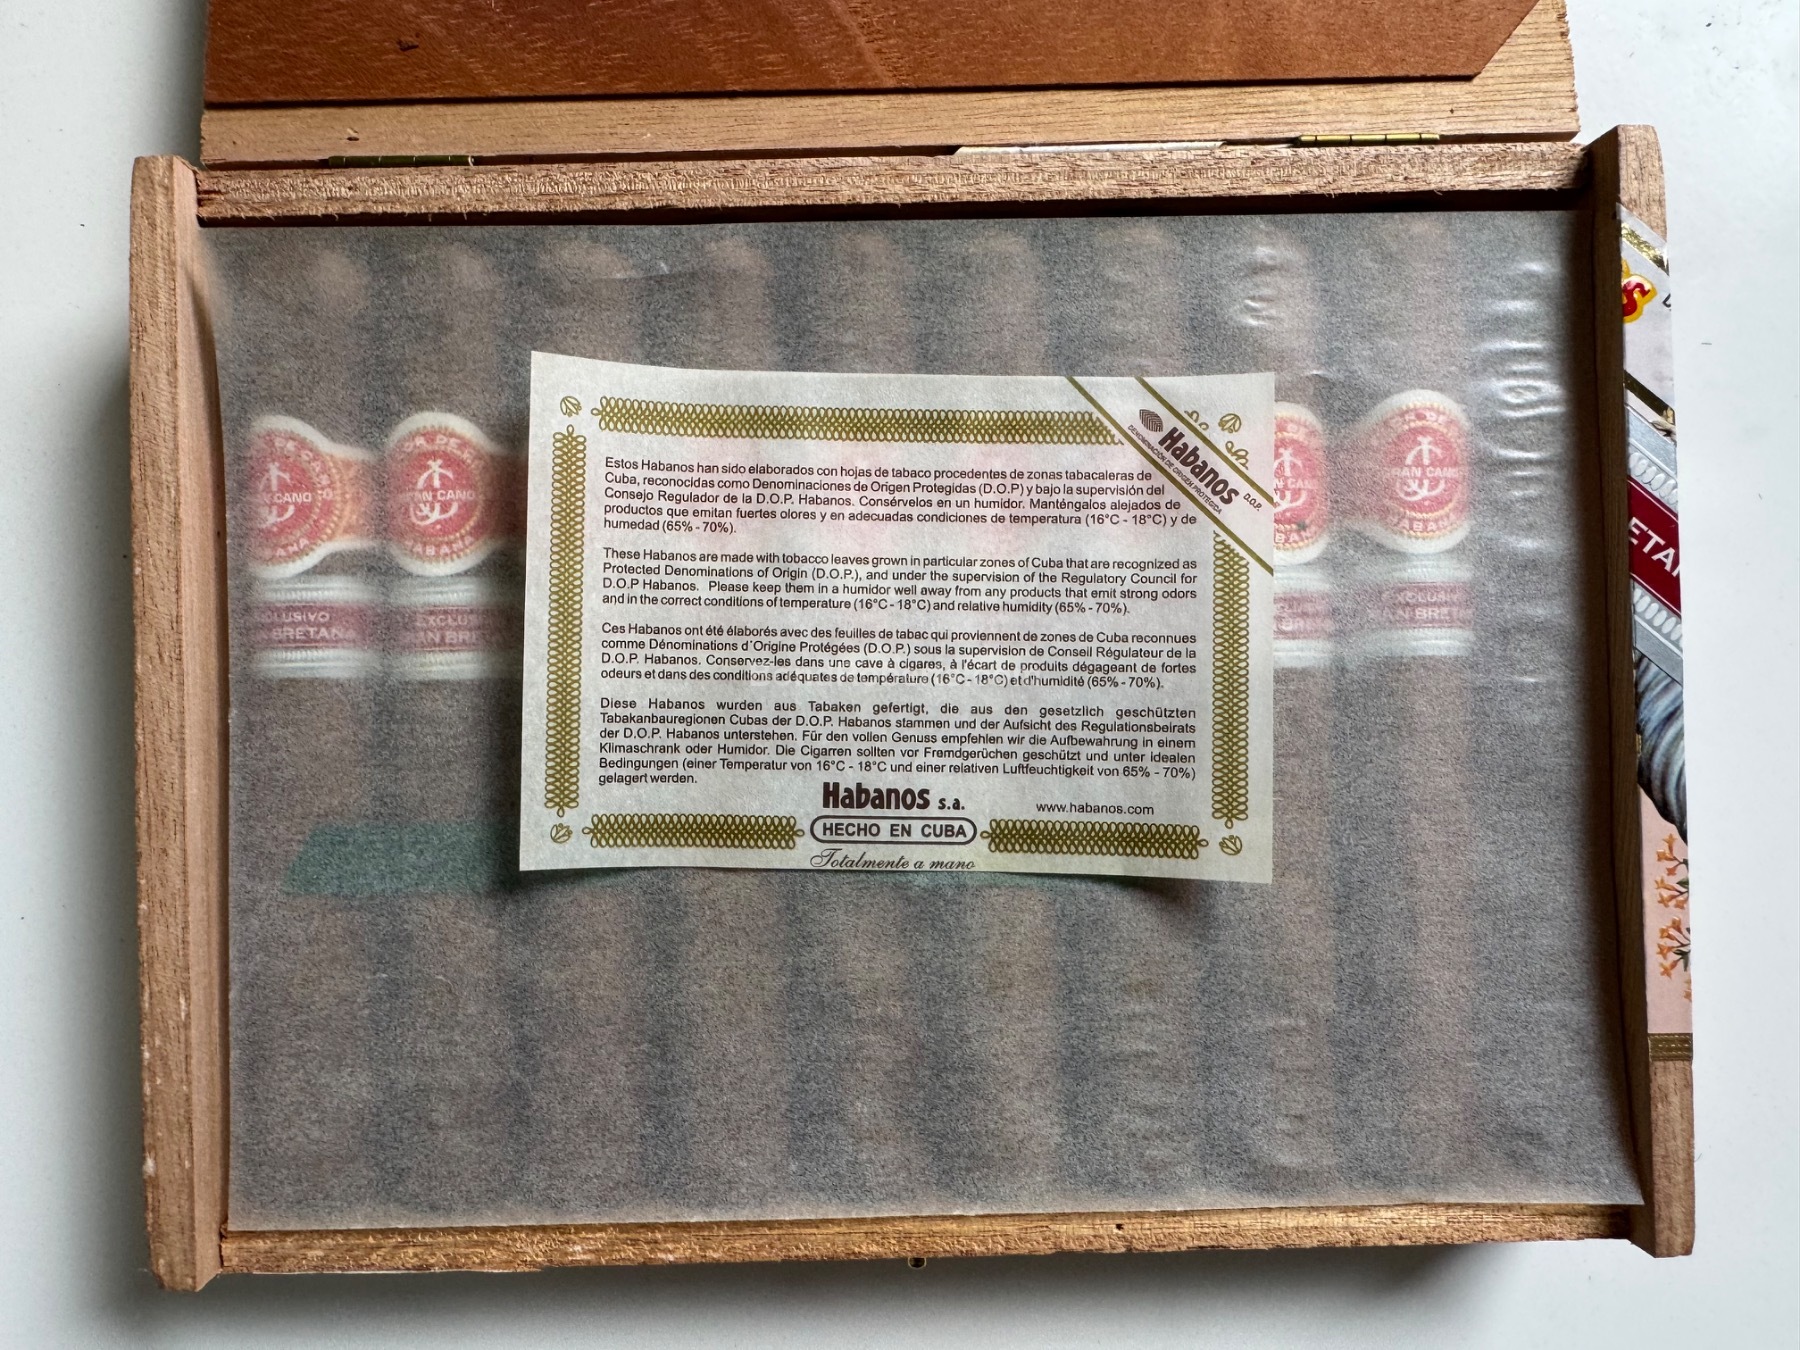 Habanos D.O.P.
DENOMINACIÓN DE ORIGEN PROTEGIDA
Estos Habanos han sido elaborados con hojas de tabaco procedentes de zonas tabacaleras de
Cuba, reconocidas como Denominaciones de Origen Protegidas (D.O.P) y bajo la supervisión del
Consejo Regulador de la D.O.P. Habanos. Consérvelos en un humidor. Manténgalos alejados de
productos que emitan fuertes olores y en adecuadas condiciones de temperatura (16°C - 18°C) y de
humedad (65% - 70%).
These Habanos are made with tobacco leaves grown in particular zones of Cuba that are recognized as
Protected Denominations of Origin (D.O.P.), and under the supervision of the Regulatory Council for
D.O.P Habanos. Please keep them in a humidor well away from any products that emit strong odors
and in the correct conditions of temperature (16°C - 18°C) and relative humidity (65% - 70%).
Ces Habanos ont été élaborés avec des feuilles de tabac qui proviennent de zones de Cuba reconnues
comme Dénominations d'Origine Protégées (D.O.P.) sous la supervision de Conseil Régulateur de la
D.O.P. Habanos. Conservez-les dans une cave à cigares, à l'écart de produits dégageant de fortes
odeurs et dans des conditions adéquates de température (16°C - 18°C) et d'humidité (65% - 70%).
Diese Habanos wurden aus Tabaken gefertigt, die aus den gesetzlich geschützten
Tabakanbauregionen Cubas der D.O.P. Habanos stammen und der Aufsicht des Regulationsbeirats
der D.O.P. Habanos unterstehen. Für den vollen Genuss empfehlen wir die Aufbewahrung in einem
Klimaschrank oder Humidor. Die Cigarren sollten vor Fremdgerüchen geschützt und unter idealen
Bedingungen (einer Temperatur von 16°C - 18°C und einer relativen Luftfeuchtigkeit von 65% - 70%)
gelagert werden.
Habanos s.a.
www.habanos.com
HECHO EN CUBA
Totalmente a mano